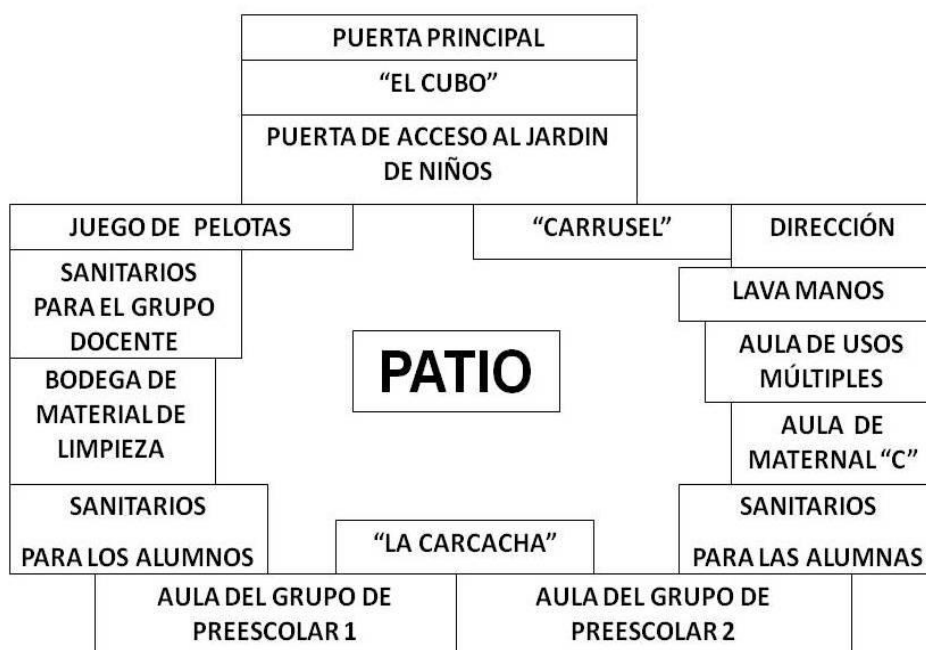 PUERTA PRINCIPAL
“EL CUBO”
PUERTA DE ACCESO AL JARDIN
DE NIÑOS
JUEGO DE PELOTAS
“CARRUSEL”
DIRECCIÓN
SANITARIOS
PARA EL GRUPO
DOCENTE
LAVA MANOS
PATIO
AULA DE USOS
MÚLTIPLES
BODEGA DE
MATERIAL DE
LIMPIEZA
AULA DE
MATERNAL “C”
SANITARIOS
PARA LOS ALUMNOS
“LA CARCACHA”
SANITARIOS
PARA LAS ALUMNAS
AULA DEL GRUPO DE
PREESCOLAR 1
AULA DEL GRUPO DE
PREESCOLAR 2